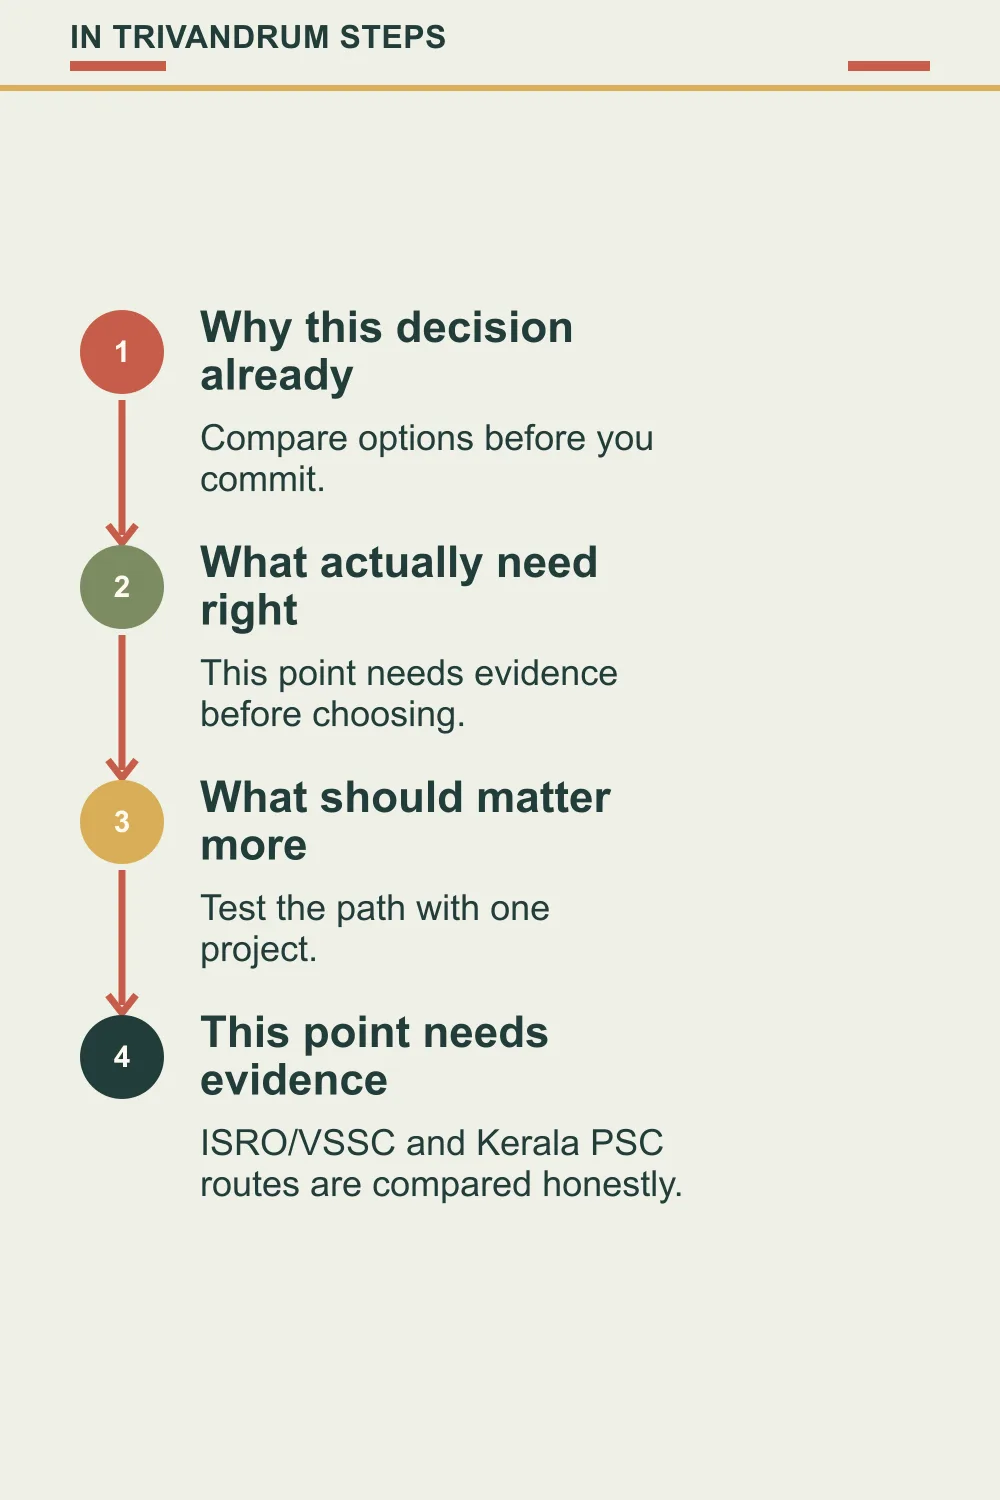 IN TRIVANDRUM STEPS
1
Why this decision
already
Compare options before you
commit.
2
What actually need
right
This point needs evidence
before choosing.
3
What should matter
more
Test the path with one
project.
4
This point needs
evidence
ISRO/VSSC and Kerala PSC
routes are compared honestly.